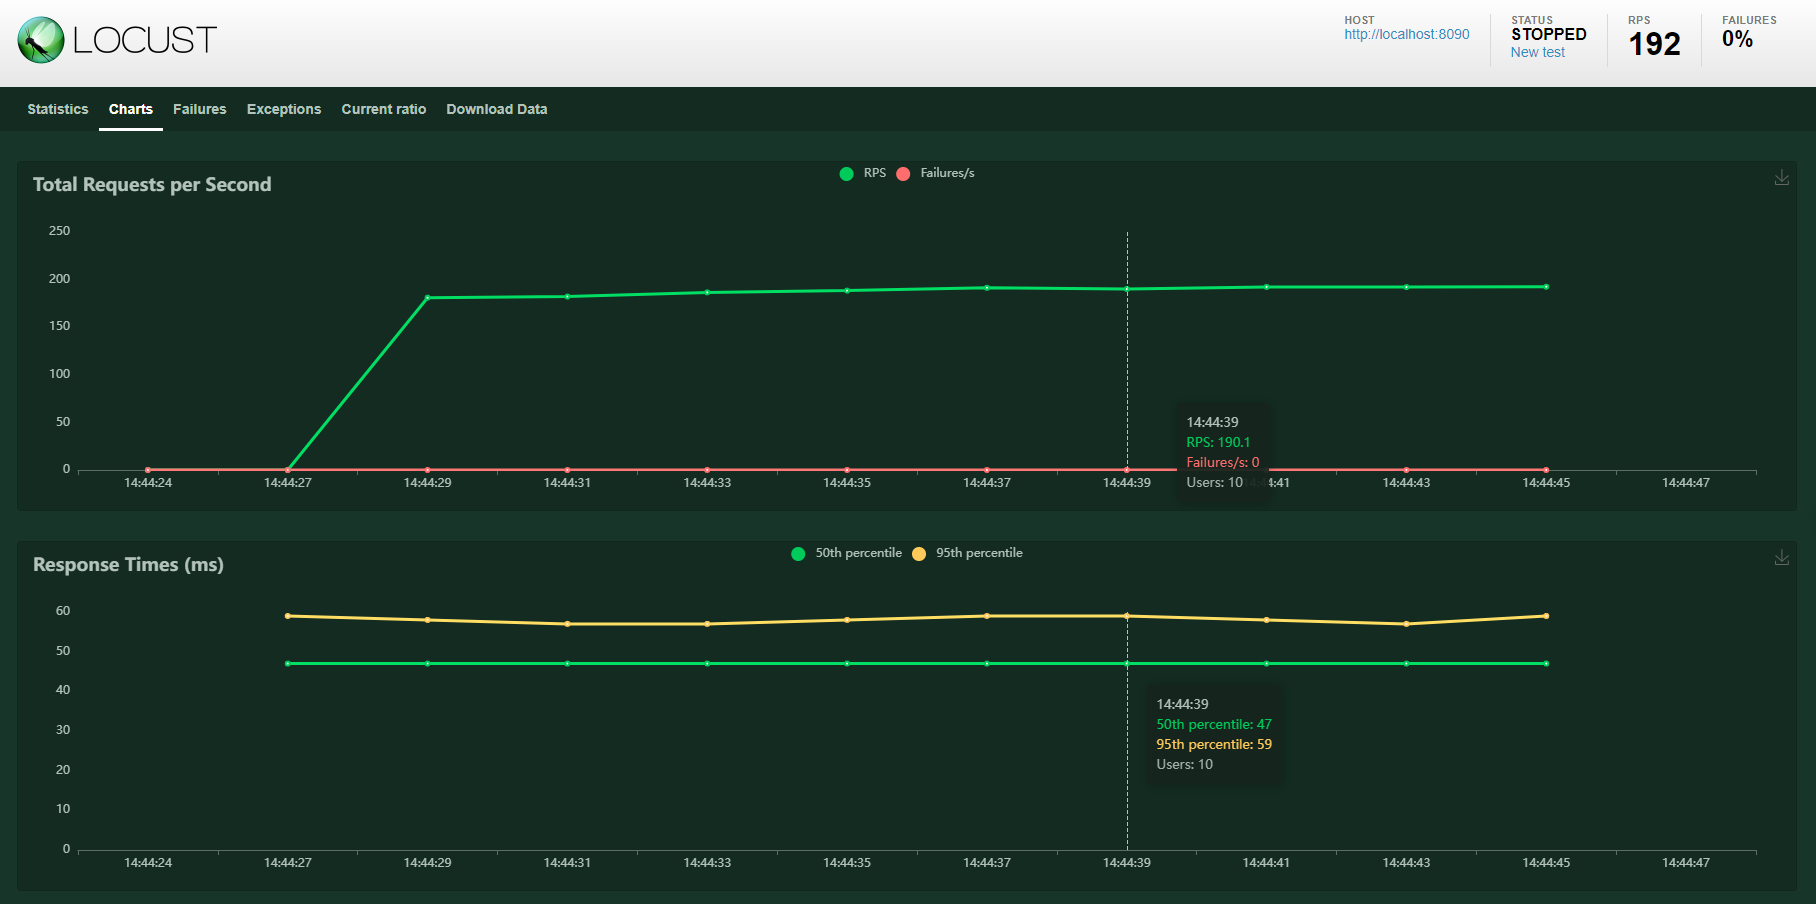 LOCUST
HOST
http://localhost:8090
STATUS
STOPPED
New test
RPS
192
FAILURES
0%
Statistics Charts Failures Exceptions Current ratio Download Data
Total Requests per Second
RPS Failures/s
250
200
150
100
50
0
14:44:24 14:44:27 14:44:29 14:44:31 14:44:33 14:44:35 14:44:37 14:44:39 :41 14:44:43 14:44:45 14:44:47
14:44:39
RPS: 190.1
Failures/s: 0
Users: 10
Response Times (ms)
50th percentile 95th percentile
60
50
40
30
20
10
0
14:44:39
50th percentile: 47
95th percentile: 59
Users: 10
14:44:24 14:44:27 14:44:29 14:44:31 14:44:33 14:44:35 14:44:37 14:44:39 14:44:41 14:44:43 14:44:45 14:44:47